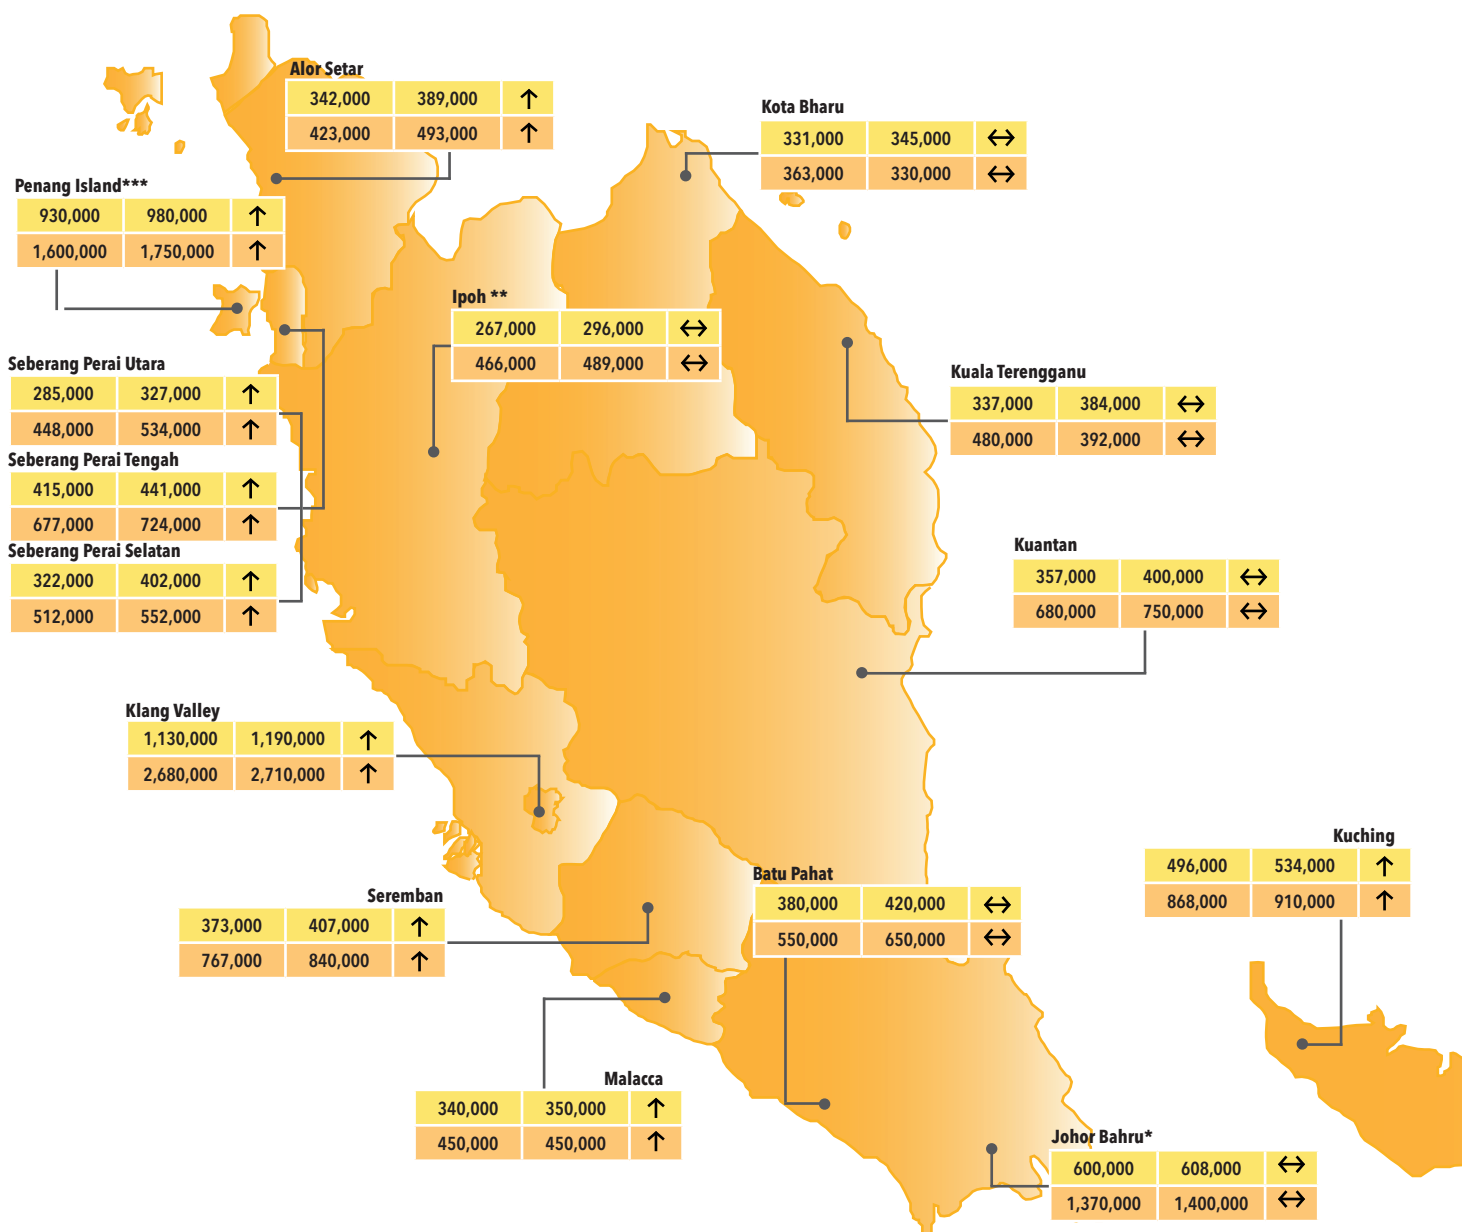 Alor Setar
342,000 389,000 ↑
423,000 493,000 ↑
Kota Bharu
331,000 345,000 ↔
363,000 330,000 ↔
Penang Island***
930,000 980,000 ↑
1,600,000 1,750,000 ↑
Ipoh **
267,000 296,000 ↔
466,000 489,000 ↔
Seberang Perai Utara
285,000 327,000 ↑
448,000 534,000 ↑
Kuala Terengganu
337,000 384,000 ↔
480,000 392,000 ↔
Seberang Perai Tengah
415,000 441,000 ↑
677,000 724,000 ↑
Seberang Perai Selatan
322,000 402,000 ↑
512,000 552,000 ↑
Kuantan
357,000 400,000 ↔
680,000 750,000 ↔
Klang Valley
1,130,000 1,190,000 ↑
2,680,000 2,710,000 ↑
Kuching
496,000 534,000 ↑
868,000 910,000 ↑
Batu Pahat
380,000 420,000 ↔
550,000 650,000 ↔
Seremban
373,000 407,000 ↑
767,000 840,000 ↑
Malacca
340,000 350,000 ↑
450,000 450,000 ↑
Johor Bahru*
600,000 608,000 ↔
1,370,000 1,400,000 ↔